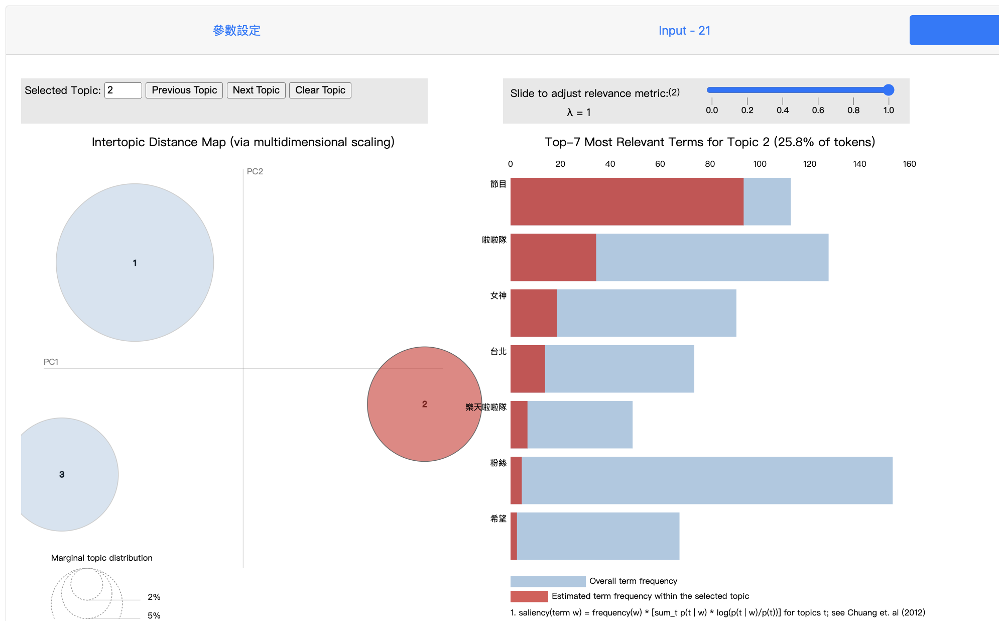 參數設定
Input - 21
Selected Topic: 2 Previous Topic Next Topic Clear Topic
Slide to adjust relevance metric:(2)
λ = 1
0.0 0.2 0.4 0.6 0.8 1.0
Intertopic Distance Map (via multidimensional scaling)
PC2
PC1
1
2
3
Marginal topic distribution
2%
5%
Top-7 Most Relevant Terms for Topic 2 (25.8% of tokens)
0 20 40 60 80 100 120 140 160
節目
啦啦隊
女神
台北
樂天啦啦隊
粉絲
希望
Overall term frequency
Estimated term frequency within the selected topic
1. saliency(term w) = frequency(w) * [sum_t p(t | w) * log(p(t | w)/p(t))] for topics t; see Chuang et. al (2012)